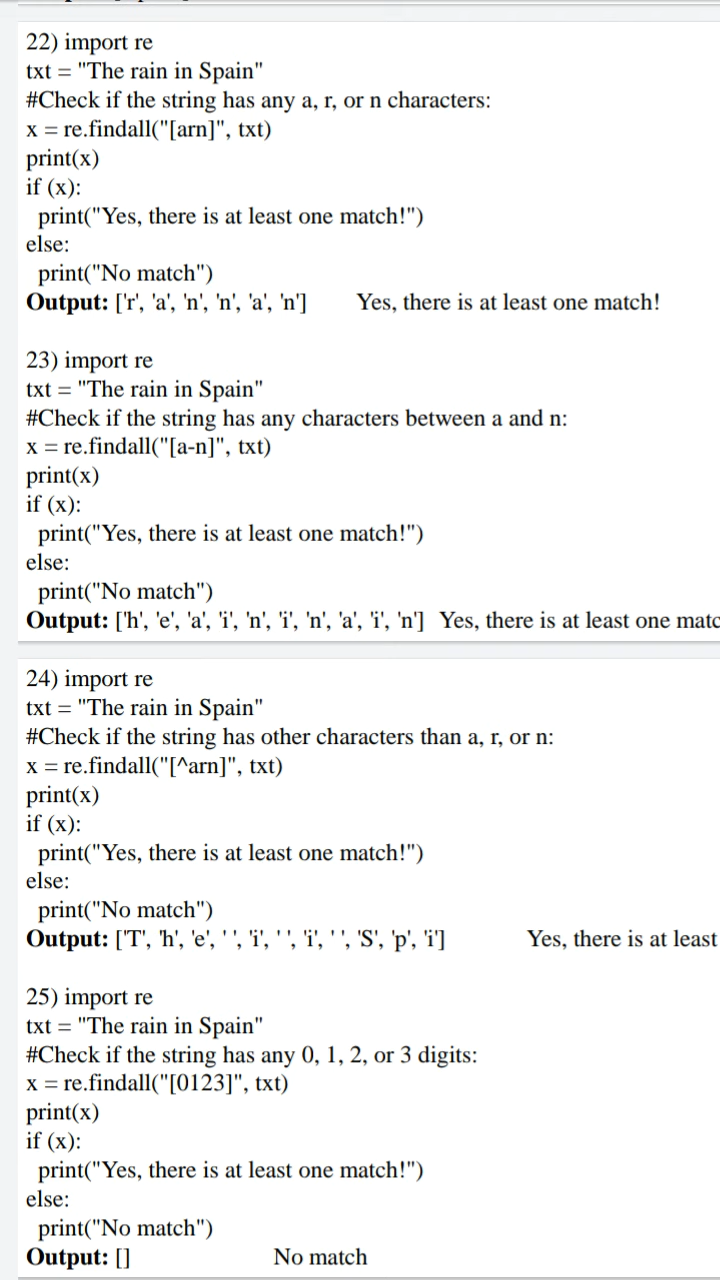 22) import re
txt = "The rain in Spain"
#Check if the string has any a, r, or n characters:
x = re.findall("[arn]", txt)
print(x)
if (x):
  print("Yes, there is at least one match!")
else:
  print("No match")
Output: ['r', 'a', 'n', 'n', 'a', 'n']        Yes, there is at least one match!
23) import re
txt = "The rain in Spain"
#Check if the string has any characters between a and n:
x = re.findall("[a-n]", txt)
print(x)
if (x):
  print("Yes, there is at least one match!")
else:
  print("No match")
Output: ['h', 'e', 'a', 'i', 'n', 'i', 'n', 'a', 'i', 'n']  Yes, there is at least one matc
24) import re
txt = "The rain in Spain"
#Check if the string has other characters than a, r, or n:
x = re.findall("[^arn]", txt)
print(x)
if (x):
  print("Yes, there is at least one match!")
else:
  print("No match")
Output: ['T', 'h', 'e', ' ', 'i', ' ', 'i', ' ', 'S', 'p', 'i']            Yes, there is at least
25) import re
txt = "The rain in Spain"
#Check if the string has any 0, 1, 2, or 3 digits:
x = re.findall("[0123]", txt)
print(x)
if (x):
  print("Yes, there is at least one match!")
else:
  print("No match")
Output: []                    No match